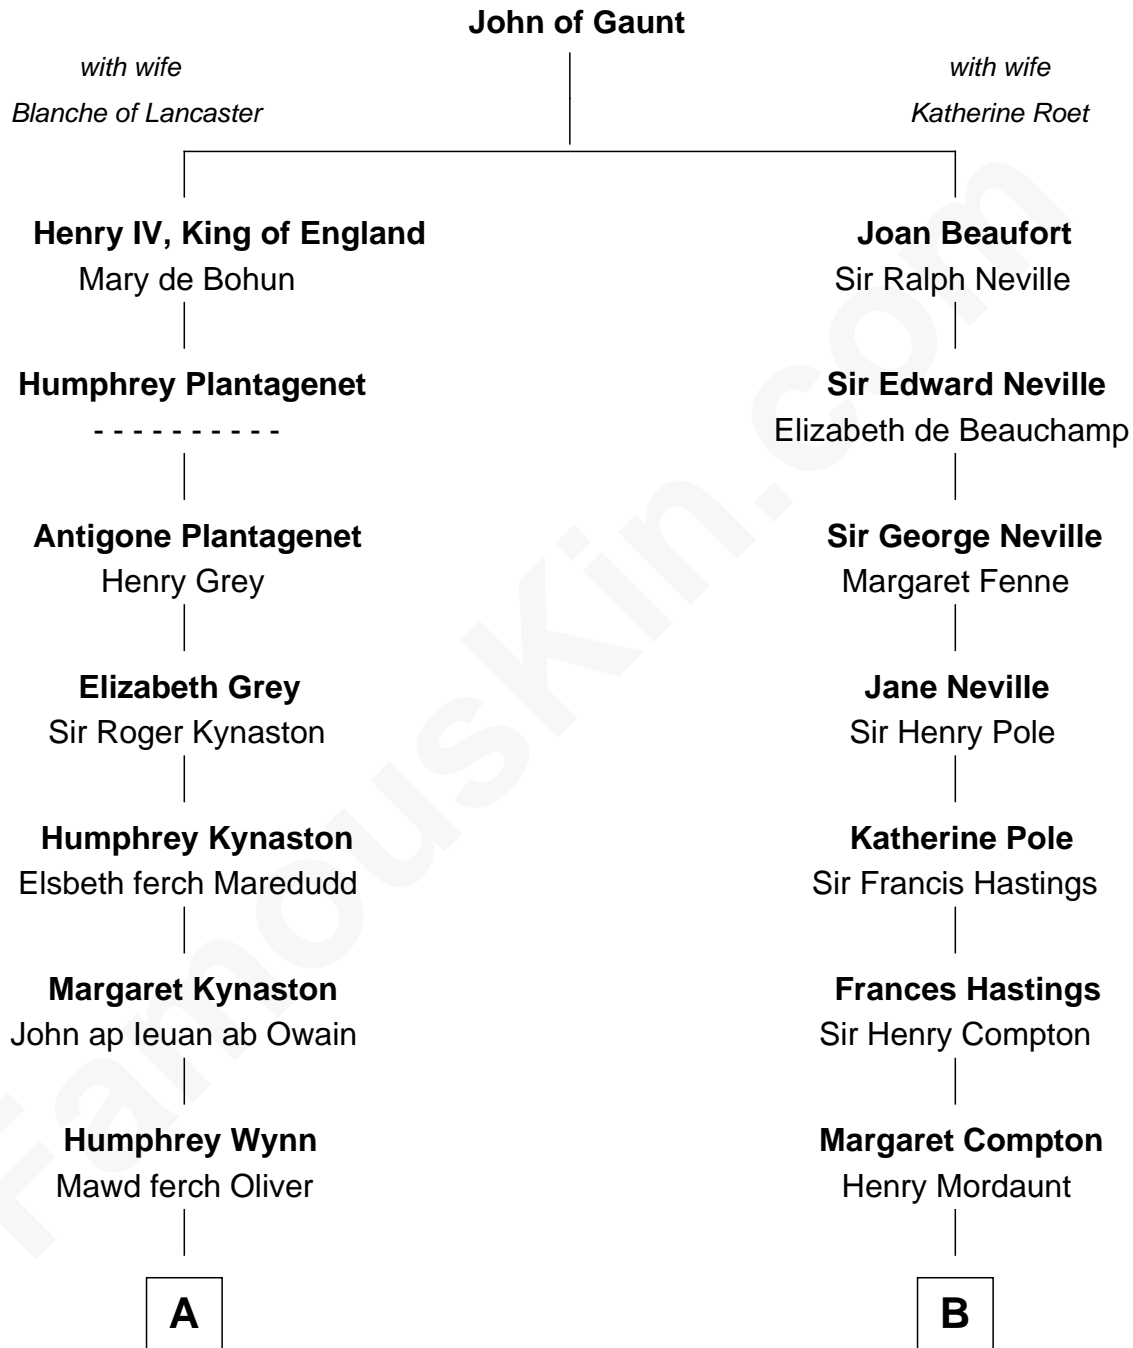 John of Gaunt
with wife
Blanche of Lancaster
with wife
Katherine Roet
Henry IV, King of England
Mary de Bohun
Joan Beaufort
Sir Ralph Neville
Humphrey Plantagenet
- - - - - - - - - -
Sir Edward Neville
Elizabeth de Beauchamp
Antigone Plantagenet
Henry Grey
Sir George Neville
Margaret Fenne
Elizabeth Grey
Sir Roger Kynaston
Jane Neville
Sir Henry Pole
Humphrey Kynaston
Elsbeth ferch Maredudd
Katherine Pole
Sir Francis Hastings
Margaret Kynaston
John ap Ieuan ab Owain
Frances Hastings
Sir Henry Compton
Humphrey Wynn
Mawd ferch Oliver
Margaret Compton
Henry Mordaunt
A
B
FamousKin.com